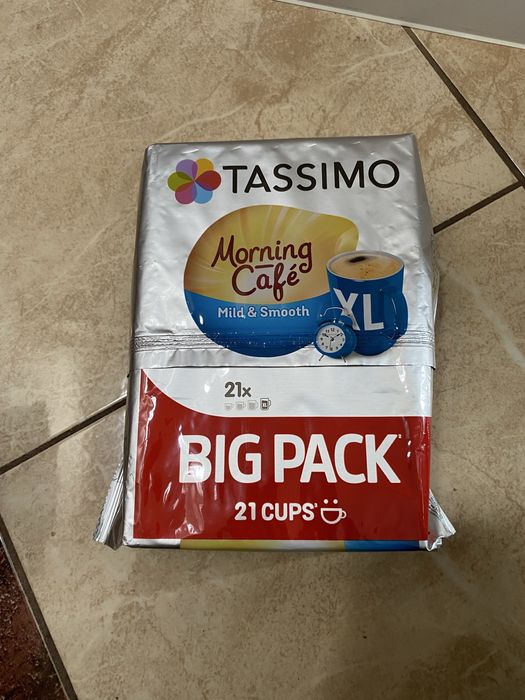 TASSIMO
Morning
Café
Mild & Smooth
XL
21x
BIG PACK
21 CUPS